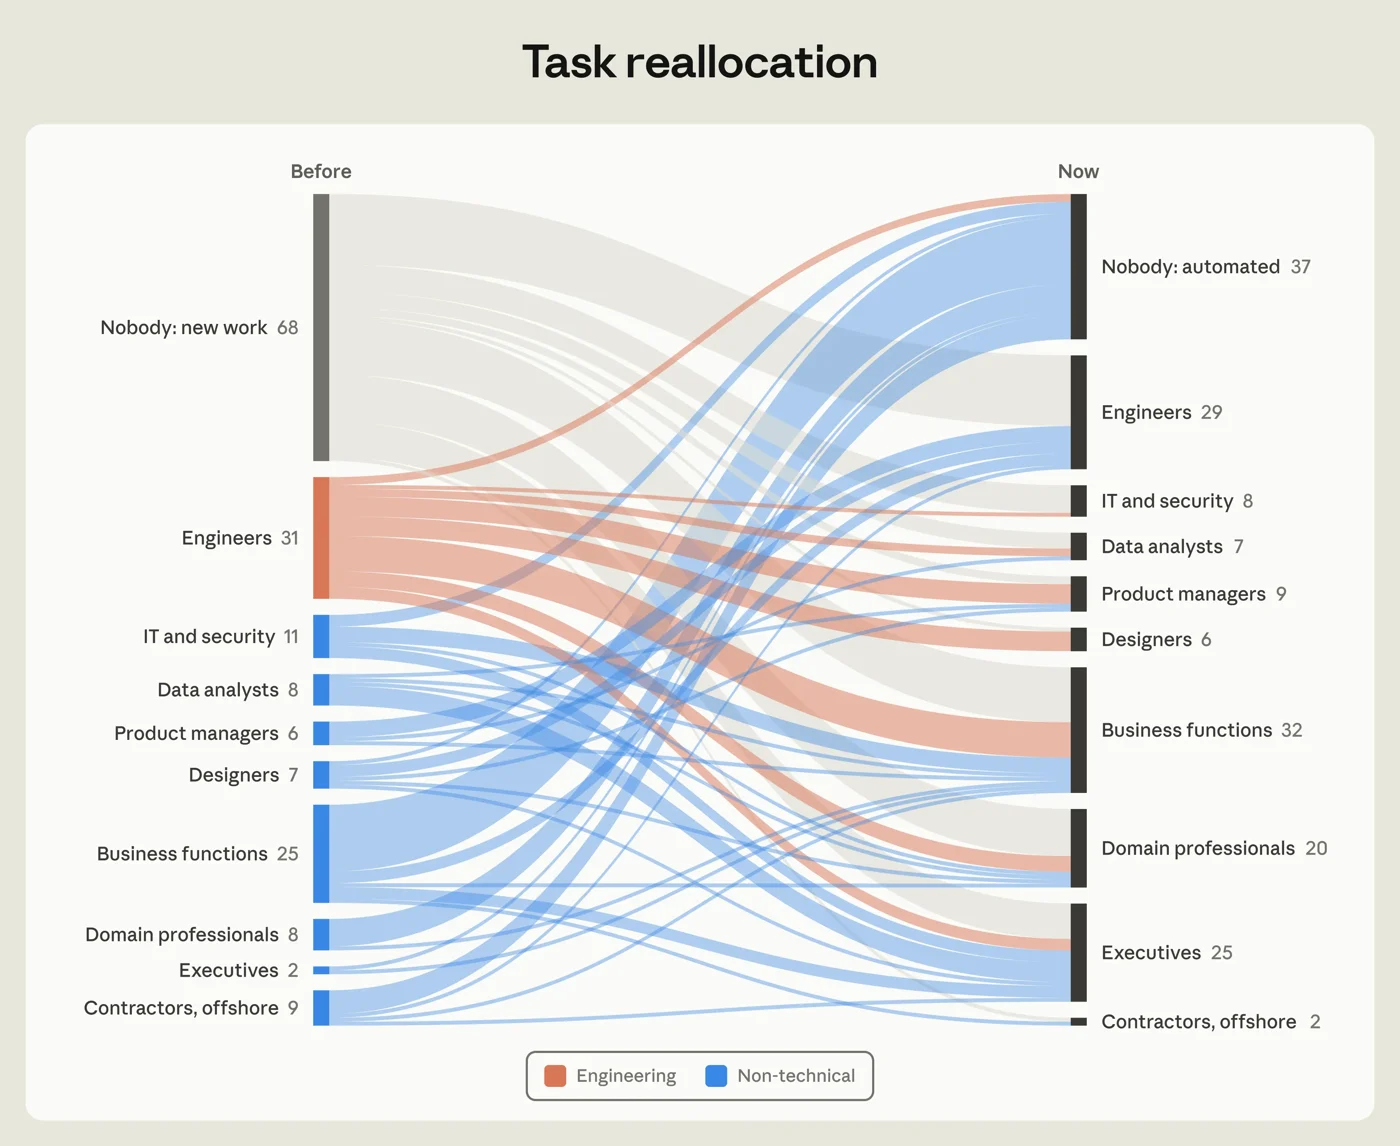 Task reallocation
Before
Now
Nobody: new work 68
Engineers 31
IT and security 11
Data analysts 8
Product managers 6
Designers 7
Business functions 25
Domain professionals 8
Executives 2
Contractors, offshore 9
Nobody: automated 37
Engineers 29
IT and security 8
Data analysts 7
Product managers 9
Designers 6
Business functions 32
Domain professionals 20
Executives 25
Contractors, offshore 2
Engineering
Non-technical